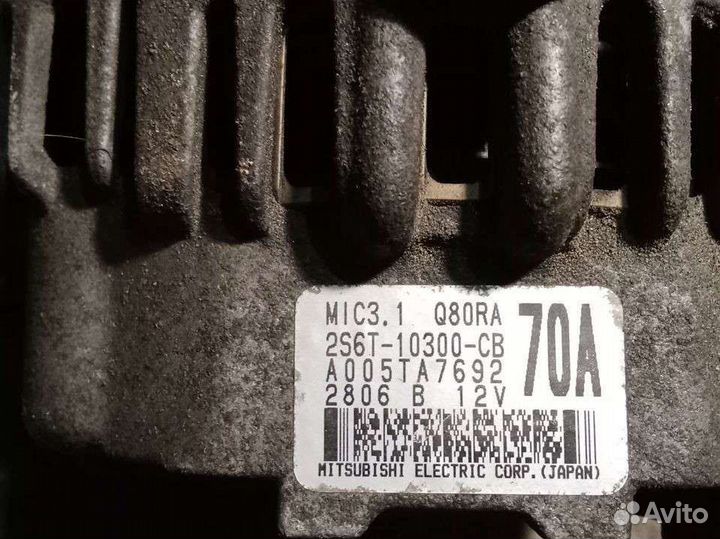 MIC3.1 Q80RA
2S6T-10300-CB
70A
A005TA7692
2806 B 12V
MITSUBISHI ELECTRIC CORP.(JAPAN)
Avito